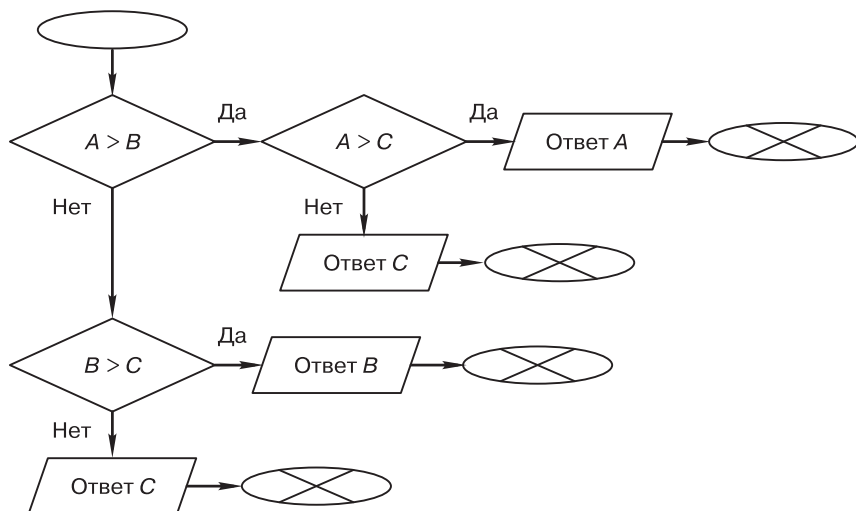 Да
Да
A > B
A > C
Ответ A
Нет
Нет
Ответ C
Да
B > C
Ответ B
Нет
Ответ C